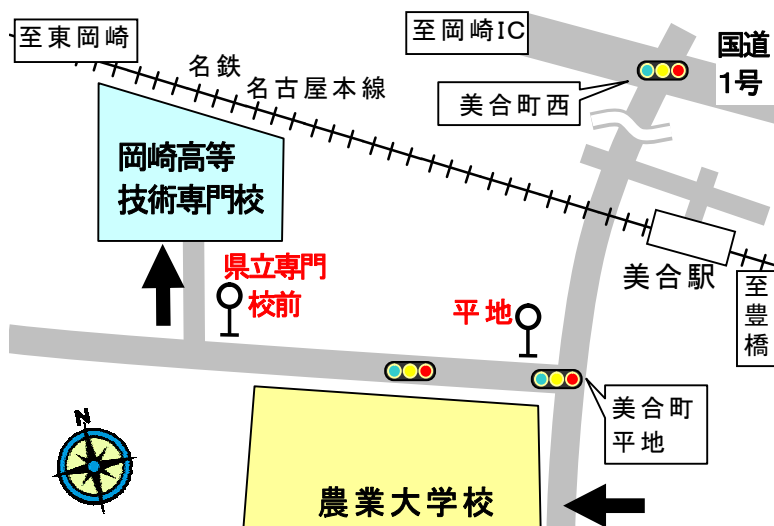 至東岡崎
至岡崎IC
国道
1号
名鉄
名古屋本線
美合町西
岡崎高等
技術専門校
県立専門
校前
平地
美合駅
至
豊
橋
美合町
平地
N
農業大学校